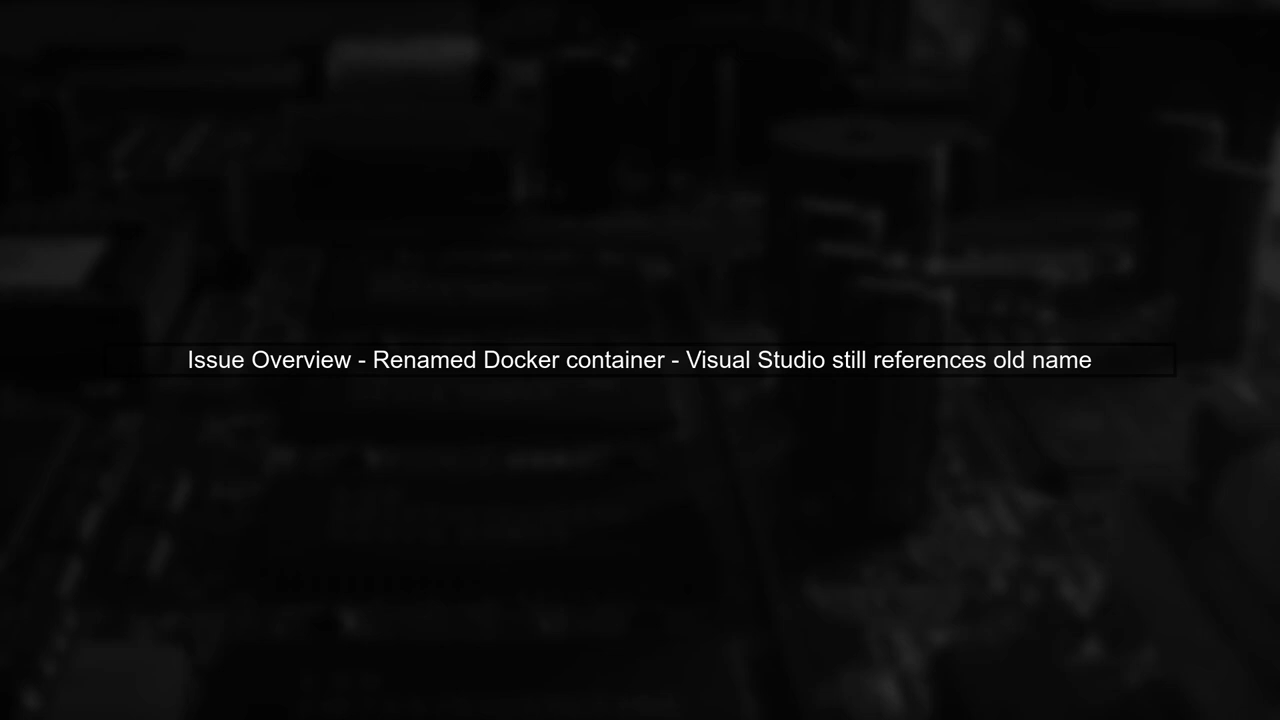 Issue Overview - Renamed Docker container - Visual Studio still references old name